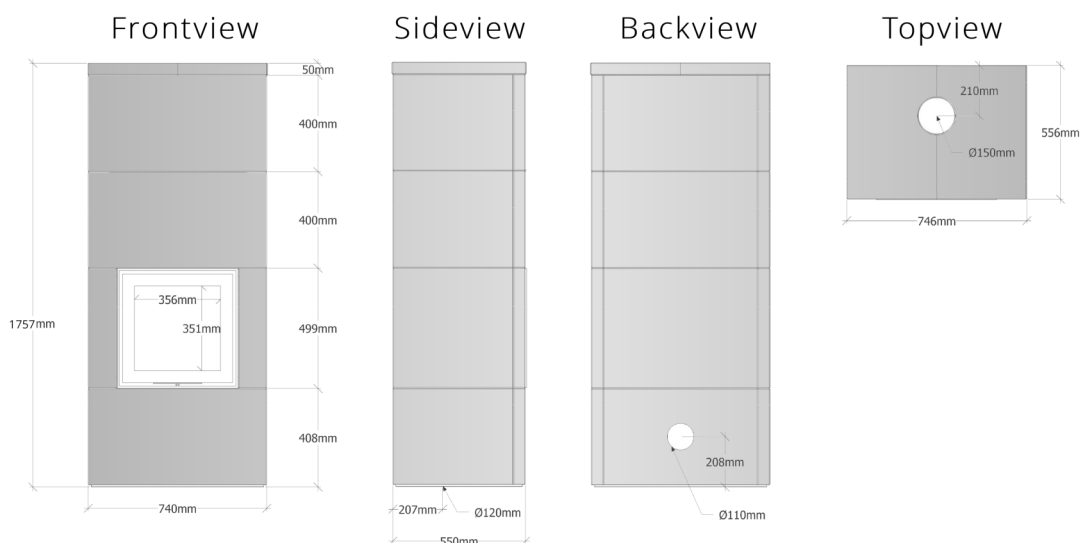 Frontview
Sideview
Backview
Topview
50mm
400mm
400mm
356mm
351mm
1757mm
499mm
408mm
740mm
207mm
Ø120mm
550mm
208mm
Ø110mm
210mm
556mm
Ø150mm
746mm